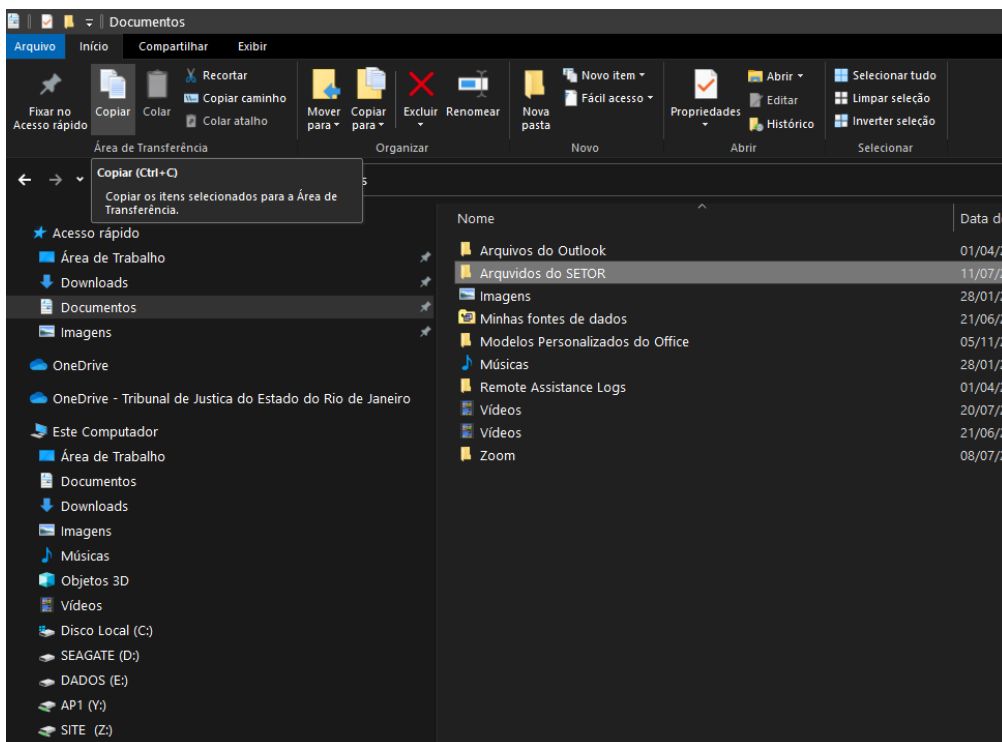 Documentos
Arquivo Início Compartilhar Exibir
Fixar no
Acesso rápido
Copiar
Colar
Recortar
Copiar caminho
Colar atalho
Área de Transferência
Mover
para
Copiar
para
Excluir
Renomear
Organizar
Nova
pasta
Novo item
Fácil acesso
Novo
Propriedades
Abrir
Editar
Histórico
Abrir
Selecionar tudo
Limpar seleção
Inverter seleção
Selecionar
Copiar (Ctrl+C)
Copiar os itens selecionados para a Área de
Transferência.
Acesso rápido
Área de Trabalho
Downloads
Documentos
Imagens
OneDrive
OneDrive - Tribunal de Justica do Estado do Rio de Janeiro
Este Computador
Área de Trabalho
Documentos
Downloads
Imagens
Músicas
Objetos 3D
Vídeos
Disco Local (C:)
SEAGATE (D:)
DADOS (E:)
AP1 (Y:)
SITE (Z:)
Nome Data d
Arquivos do Outlook 01/04/
Arquvidos do SETOR 11/07/
Imagens 28/01/
Minhas fontes de dados 21/06/
Modelos Personalizados do Office 05/11/
Músicas 28/01/
Remote Assistance Logs 01/04/
Vídeos 20/07/
Vídeos 21/06/
Zoom 08/07/